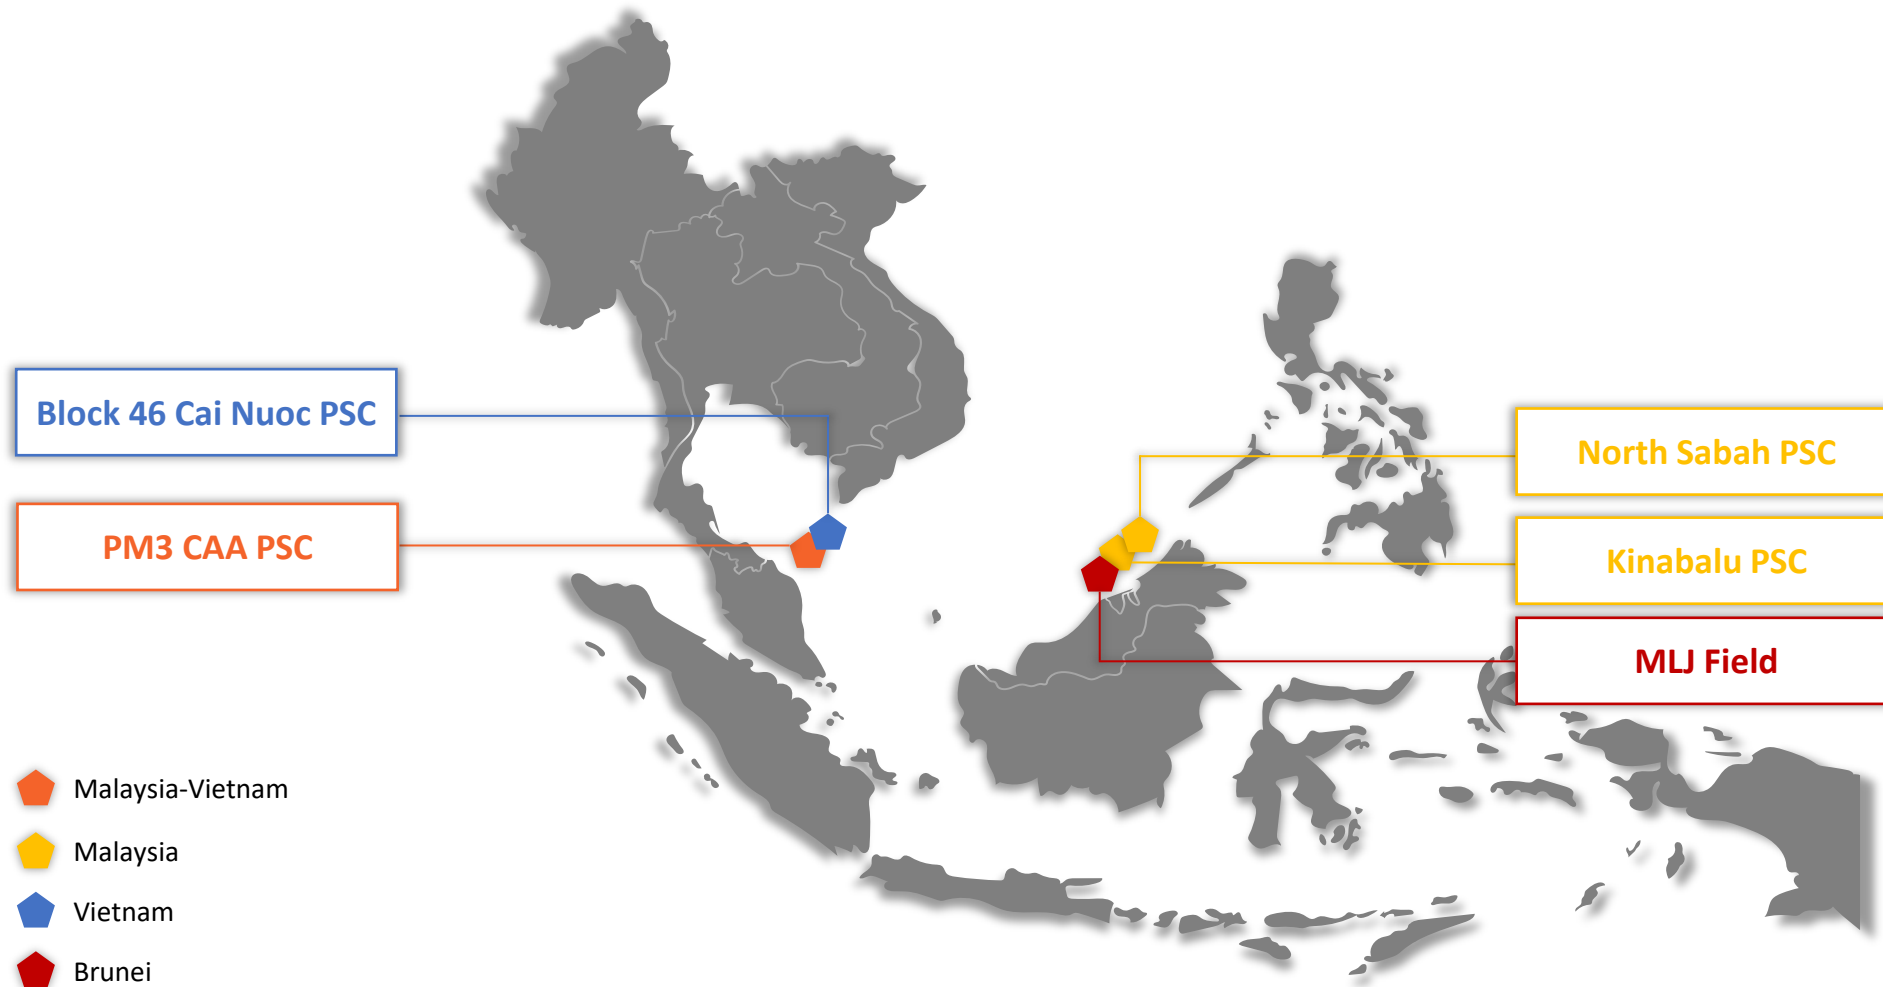 Block 46 Cai Nuoc PSC
PM3 CAA PSC
North Sabah PSC
Kinabalu PSC
MLJ Field
Malaysia-Vietnam
Malaysia
Vietnam
Brunei